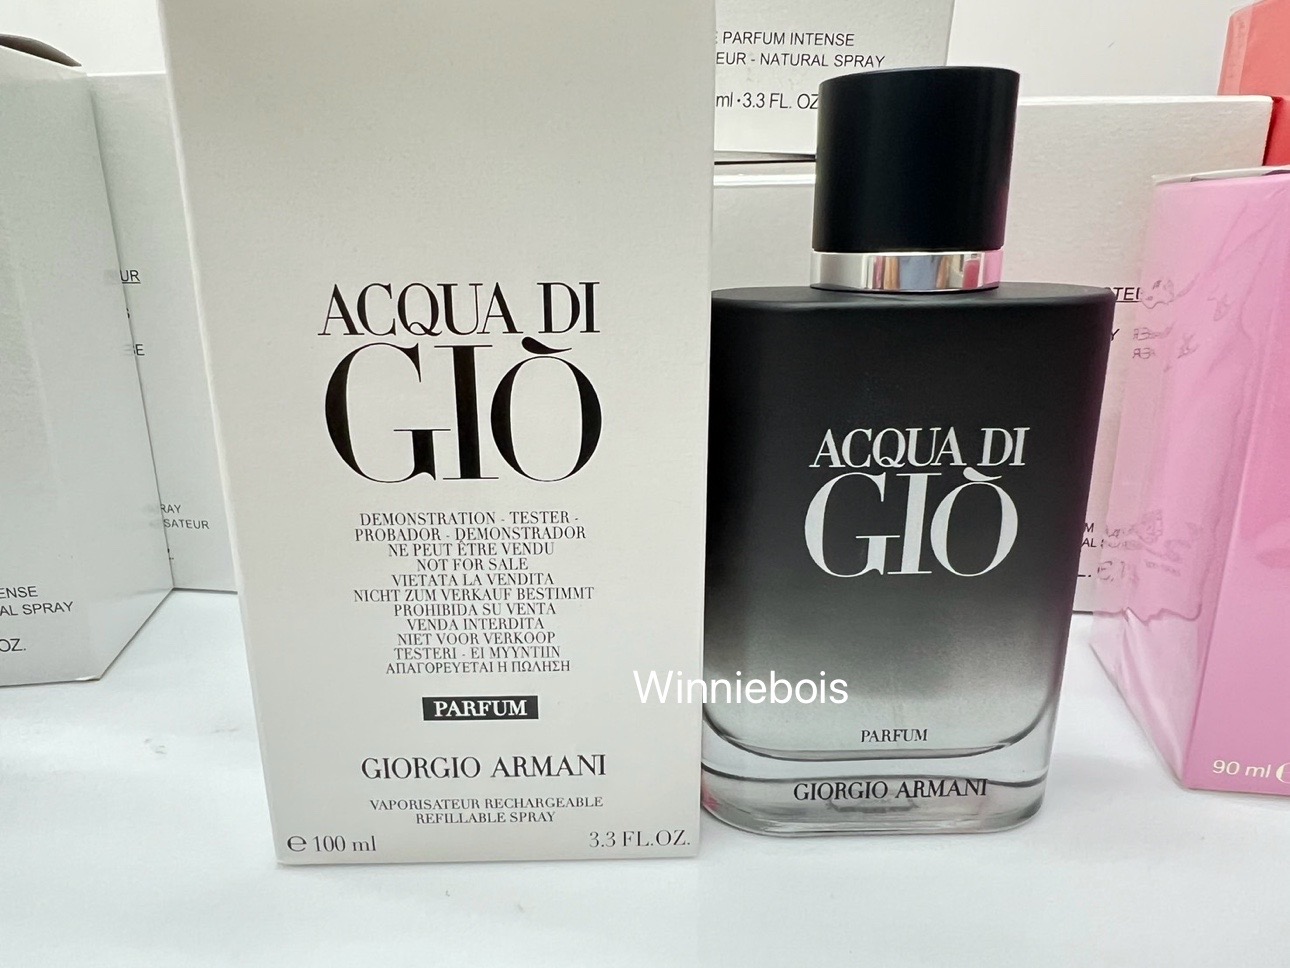 ACQUA DI
GIÒ
DEMONSTRATION - TESTER -
PROBADOR - DEMONSTRADOR
NE PEUT ÊTRE VENDU
NOT FOR SALE
VIETATA LA VENDITA
NICHT ZUM VERKAUF BESTIMMT
PROHIBIDA SU VENTA
VENDA INTERDITA
NIET VOOR VERKOOP
TESTERI - EI MYYNTIIN
ΑΠΑΓΟΡΕΥΕΤΑΙ Η ΠΩΛΗΣΗ
PARFUM
GIORGIO ARMANI
VAPORISATEUR RECHARGEABLE
REFILLABLE SPRAY
℮ 100 ml 3.3 FL.OZ.
ACQUA DI
GIÒ
PARFUM
GIORGIO ARMANI
Winniebois
PARFUM INTENSE
EUR - NATURAL SPRAY
ml · 3.3 FL. OZ
UR
RAY
SATEUR
ENSE
AL SPRAY
OZ.
90 ml